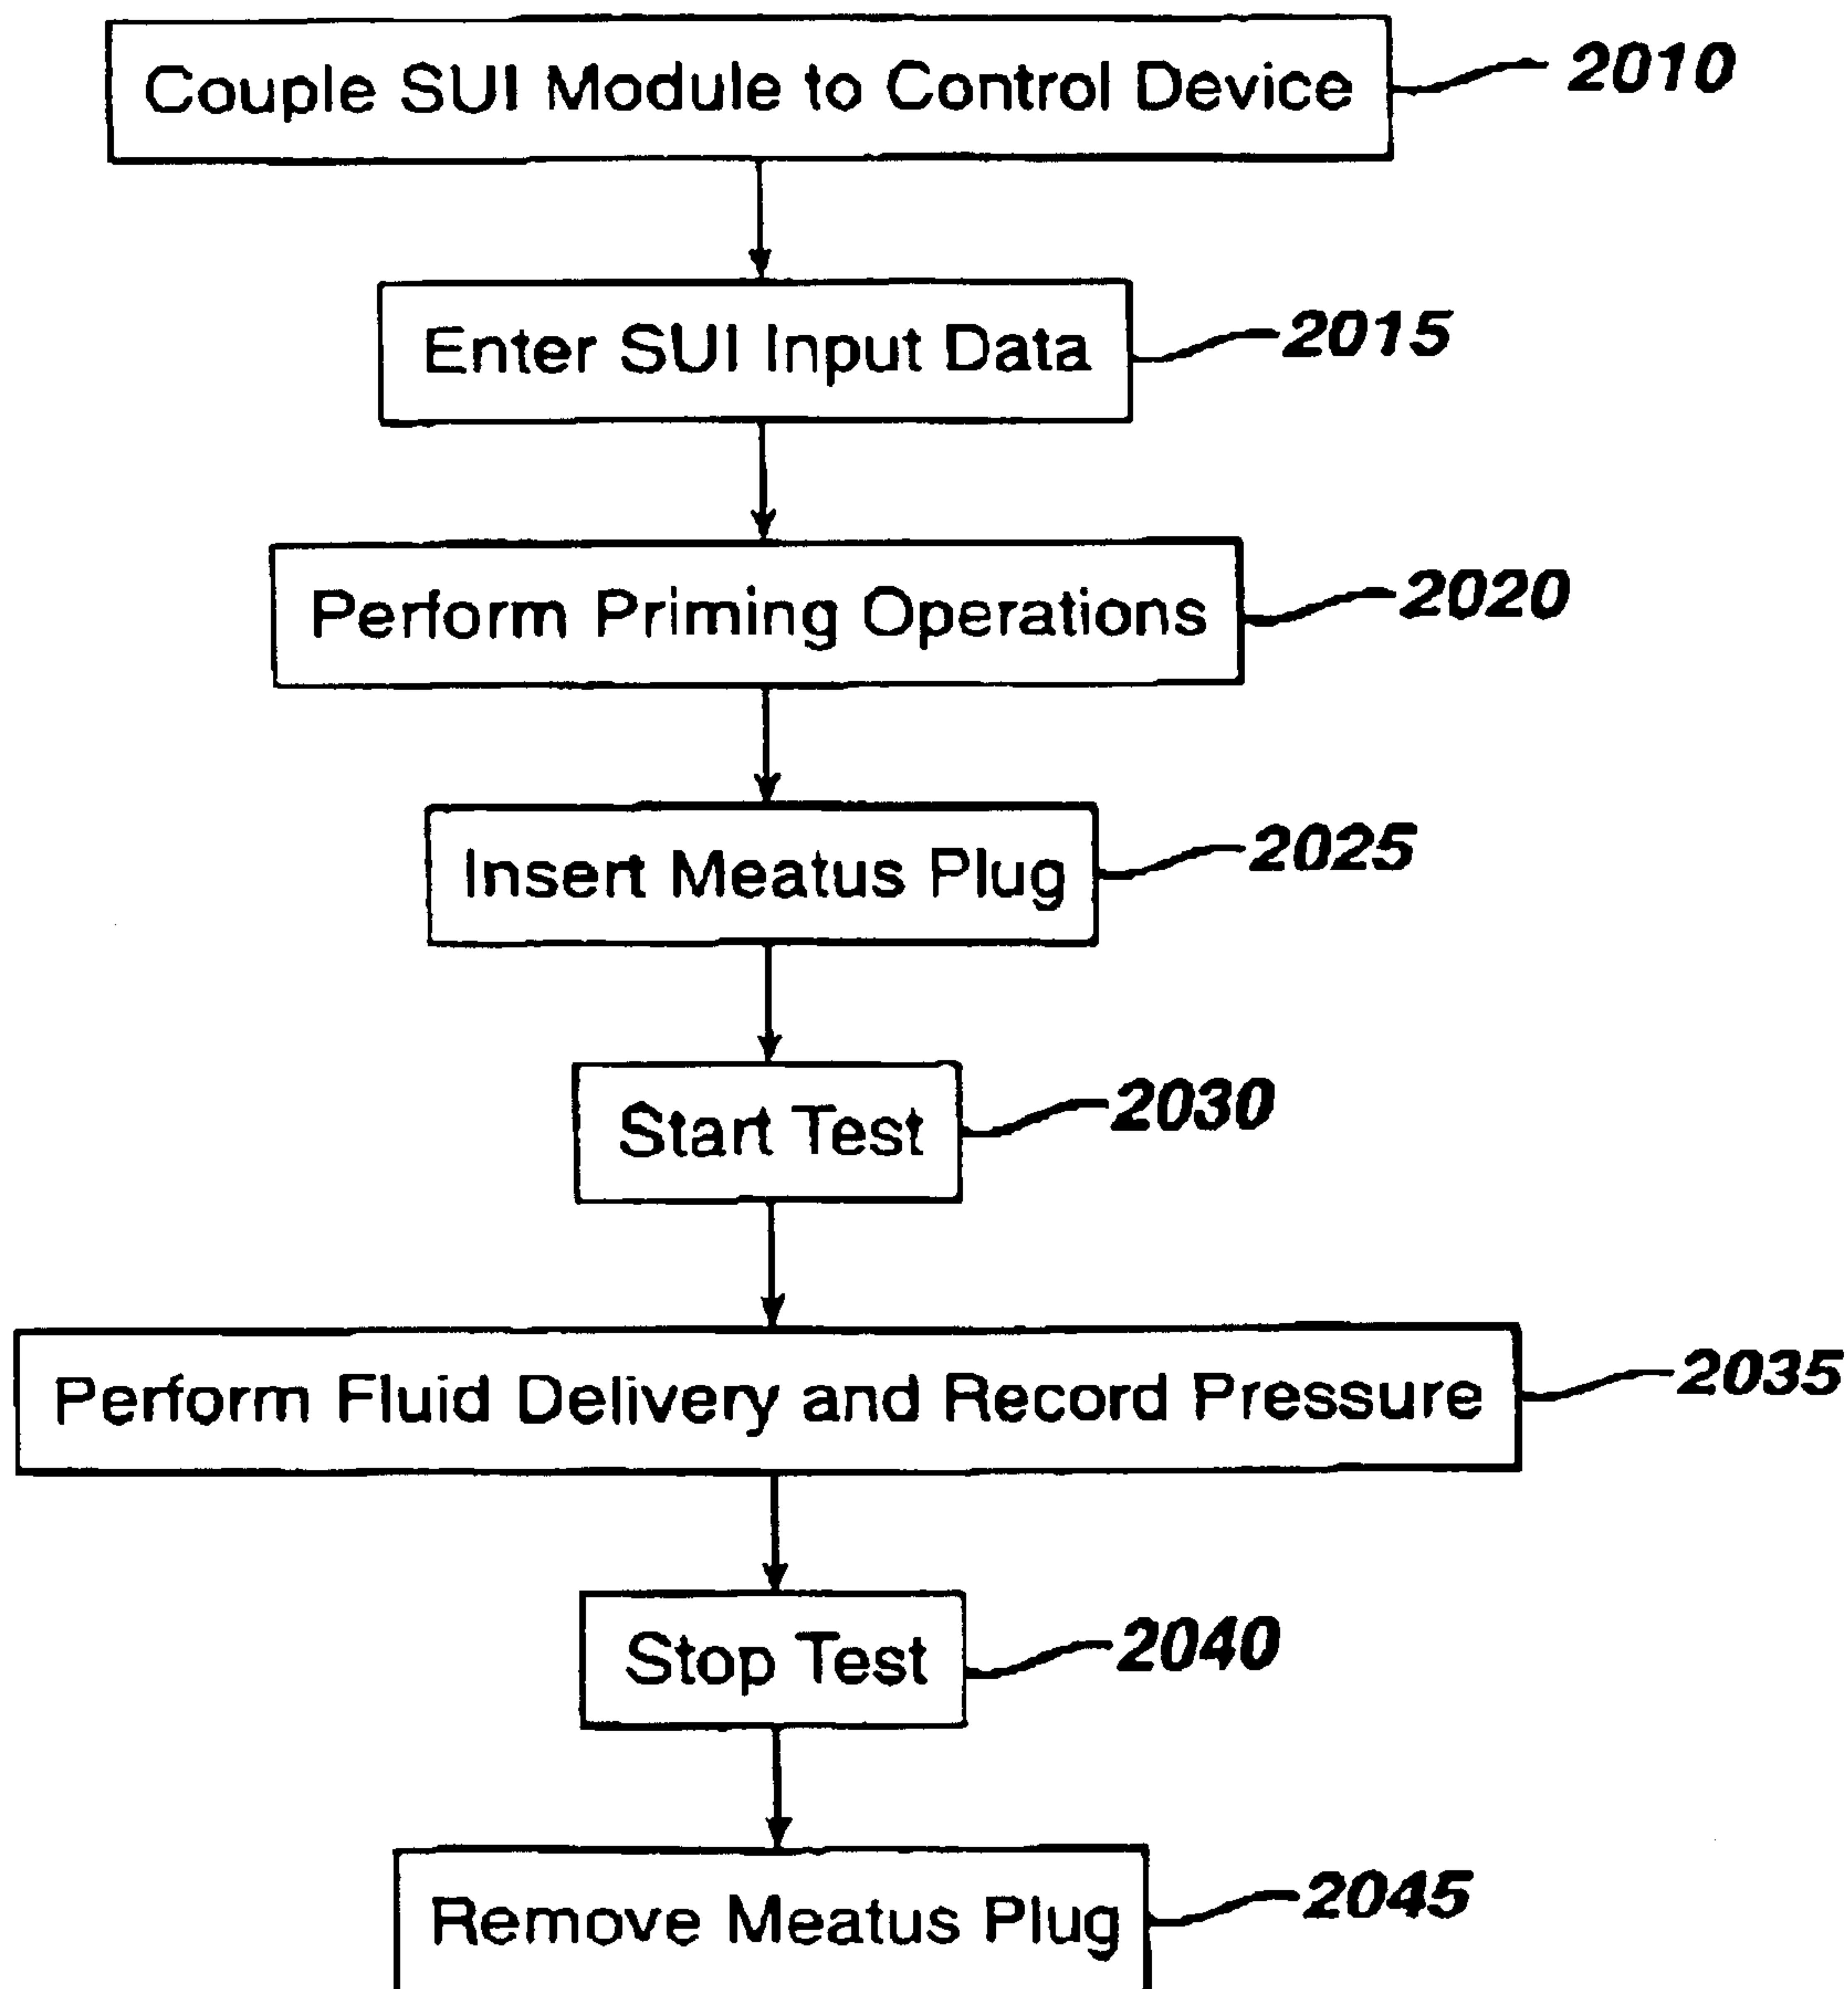 Couple SUI Module to Control Device 2010
Enter SUI Input Data 2015
Perform Priming Operations 2020
Insert Meatus Plug 2025
Start Test 2030
Perform Fluid Delivery and Record Pressure 2035
Stop Test 2040
Remove Meatus Plug 2045